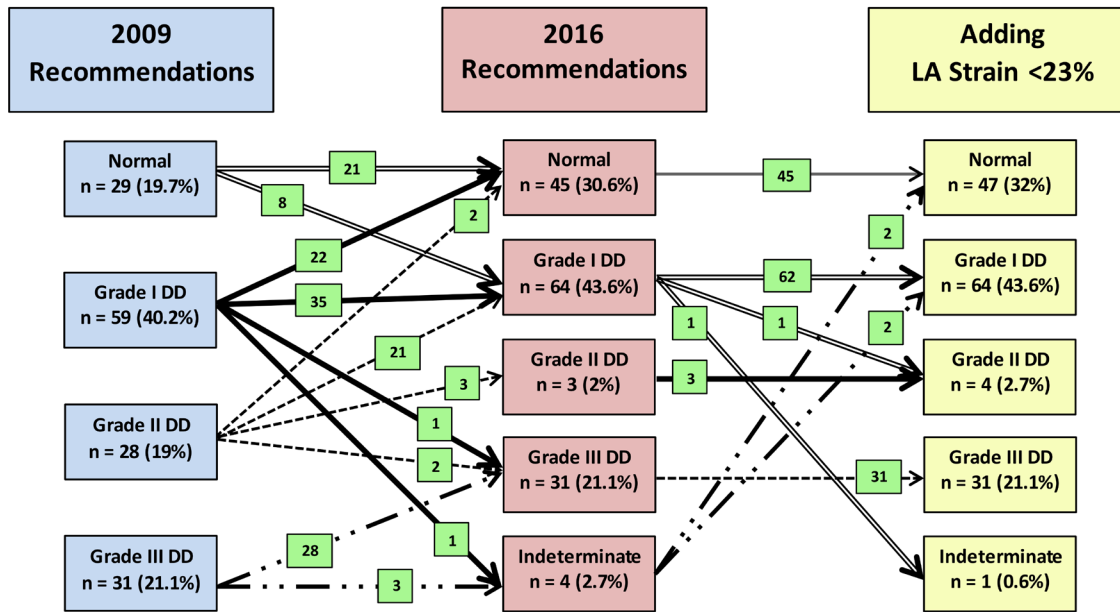 2009
Recommendations
2016
Recommendations
Adding
LA Strain <23%
Normal
n = 29 (19.7%)
21
8
2
Normal
n = 45 (30.6%)
45
2
Normal
n = 47 (32%)
Grade I DD
n = 59 (40.2%)
22
35
21
Grade I DD
n = 64 (43.6%)
62
1
1
2
Grade I DD
n = 64 (43.6%)
Grade II DD
n = 28 (19%)
3
1
2
Grade II DD
n = 3 (2%)
3
Grade II DD
n = 4 (2.7%)
Grade III DD
n = 31 (21.1%)
31
Grade III DD
n = 31 (21.1%)
Grade III DD
n = 31 (21.1%)
28
1
3
Indeterminate
n = 4 (2.7%)
Indeterminate
n = 1 (0.6%)